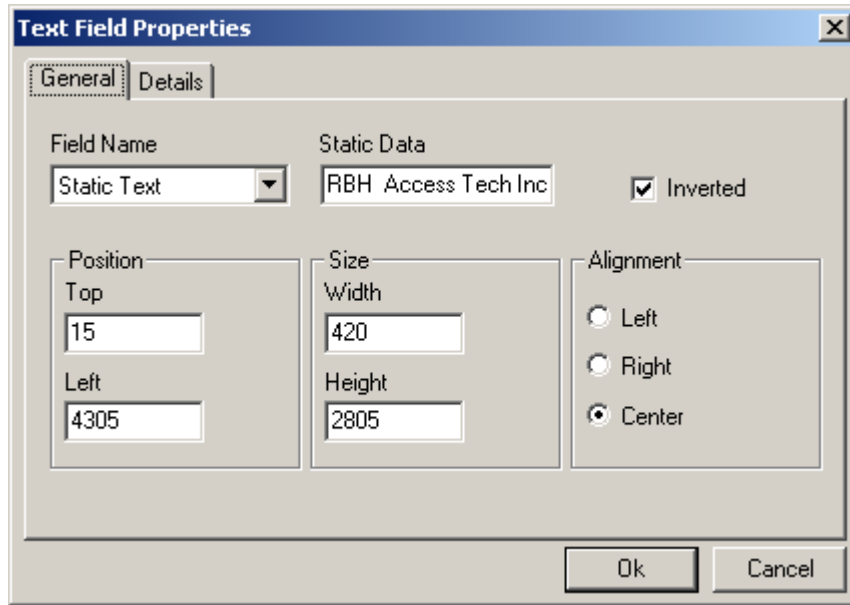 Text Field Properties
General Details
Field Name Static Data
Static Text RBH  Access Tech Inc Inverted
Position Size Alignment
Top Width
15 420 Left
Left Height Right
4305 2805 Center
Ok Cancel